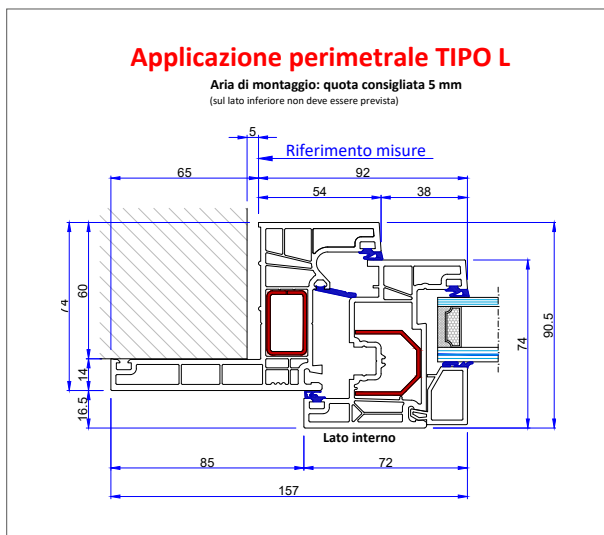 Applicazione perimetrale TIPO L
Aria di montaggio: quota consigliata 5 mm
(sul lato inferiore non deve essere prevista)
5
Riferimento misure
65
92
54
38
74
60
14
16.5
74
90.5
Lato interno
85
72
157